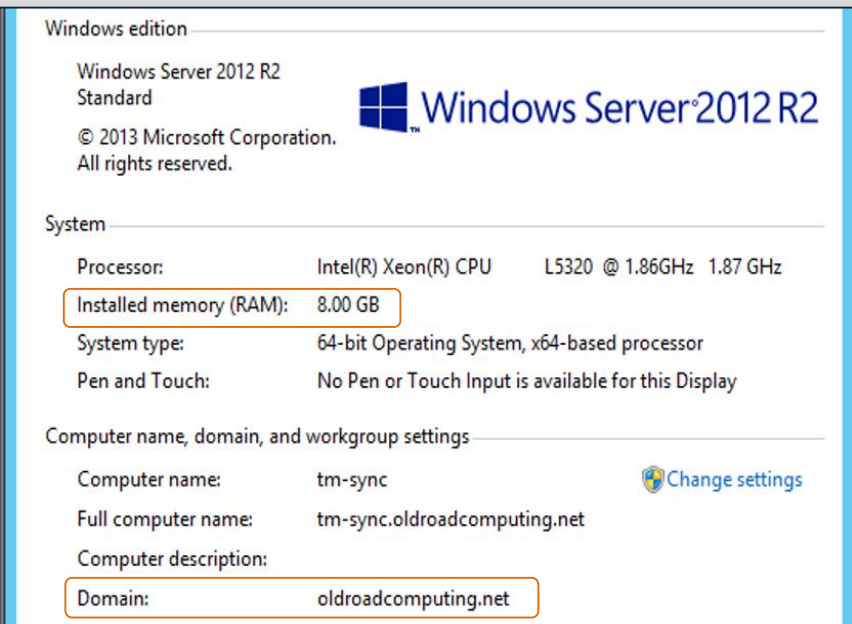 Windows edition
Windows Server 2012 R2
Standard
© 2013 Microsoft Corporation.
All rights reserved.
Windows Server 2012 R2
System
Processor: Intel(R) Xeon(R) CPU L5320 @ 1.86GHz 1.87 GHz
Installed memory (RAM): 8.00 GB
System type: 64-bit Operating System, x64-based processor
Pen and Touch: No Pen or Touch Input is available for this Display
Computer name, domain, and workgroup settings
Computer name: tm-sync Change settings
Full computer name: tm-sync.oldroadcomputing.net
Computer description:
Domain: oldroadcomputing.net